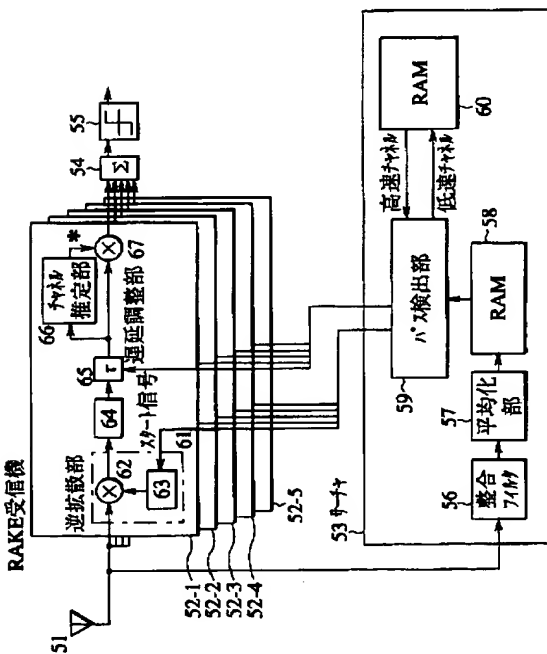 RAKE受信機
51
逆拡散部
62
63
61
スタート信号
64
65
τ
遅延調整部
66
チャネル
推定部
*
67
54
Σ
55
52-1
52-2
52-3
52-4
52-5
53 サーチャ
56
整合
フィルタ
57
平均化
部
58
RAM
59
パス検出部
高速チャネル
低速チャネル
RAM
60